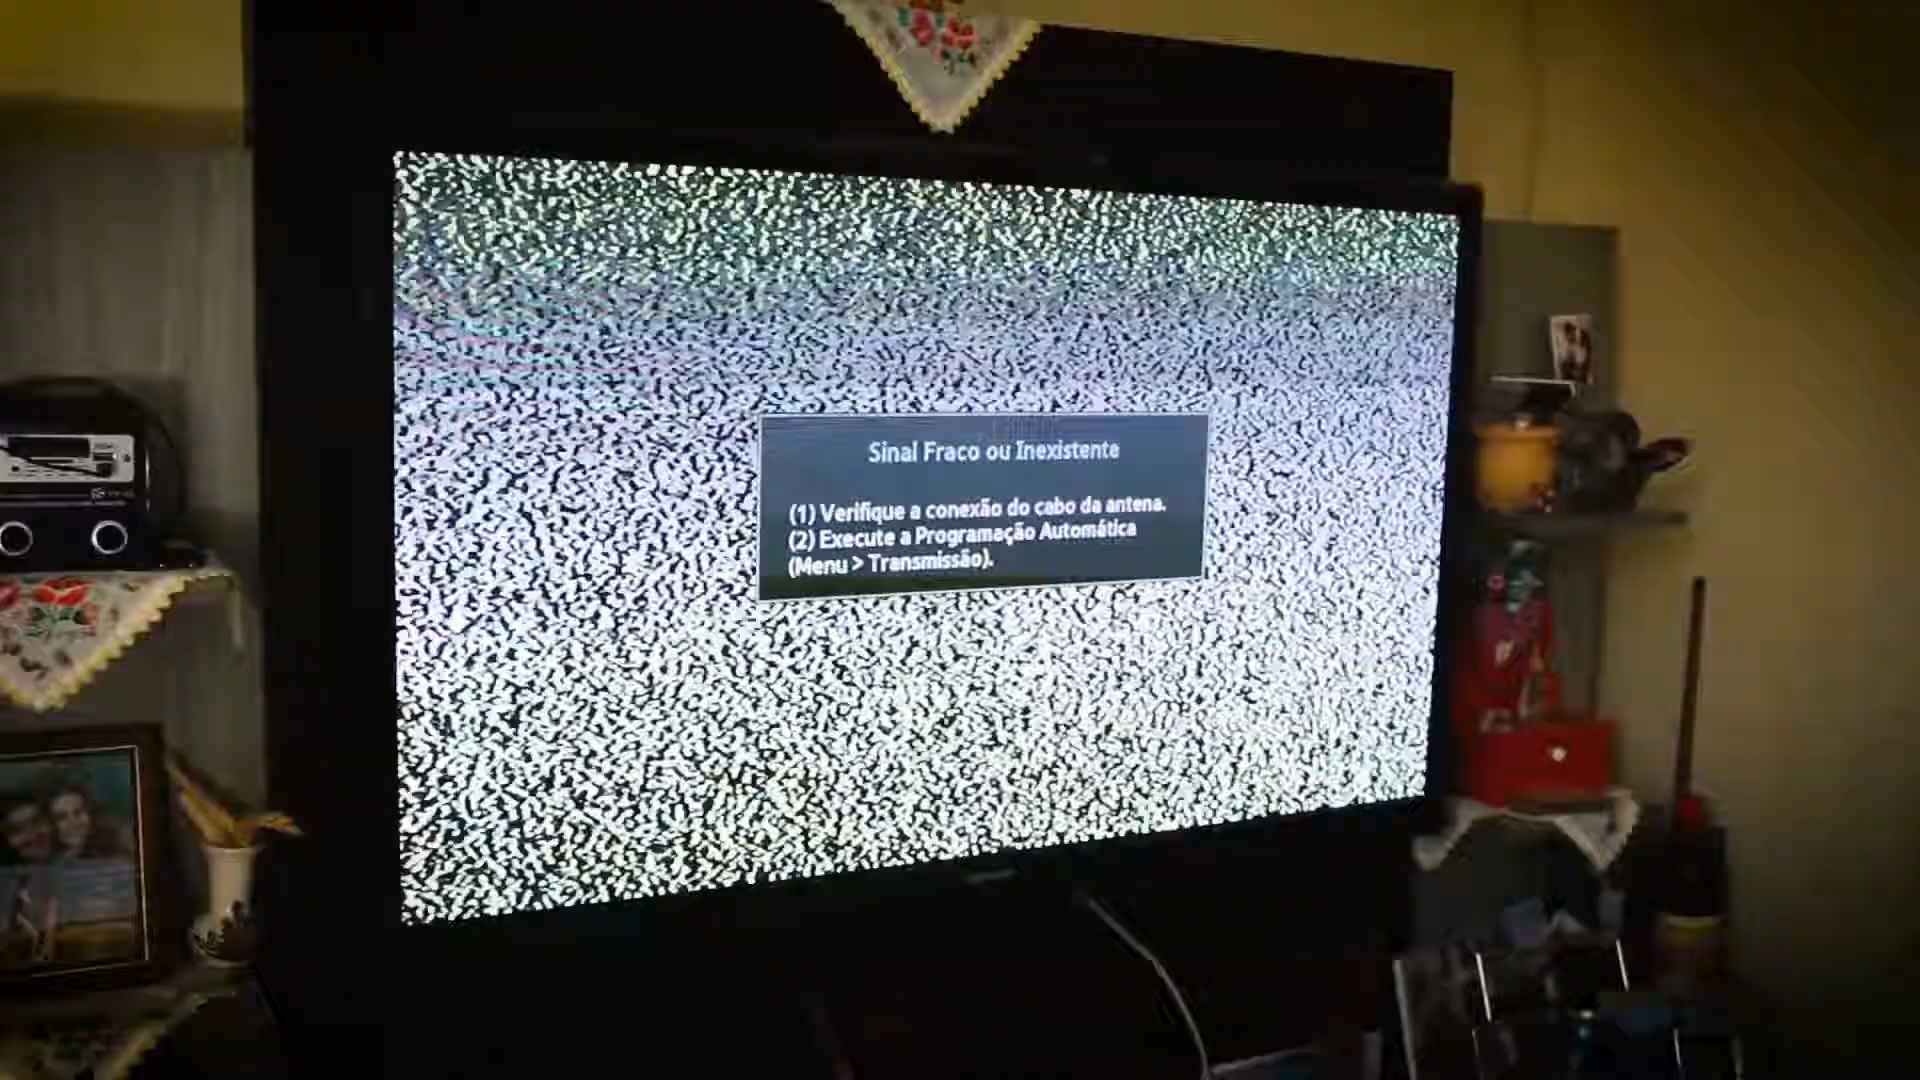 Sinal Fraco ou Inexistente
(1) Verifique a conexão do cabo da antena.
(2) Execute a Programação Automática
(Menu > Transmissão).